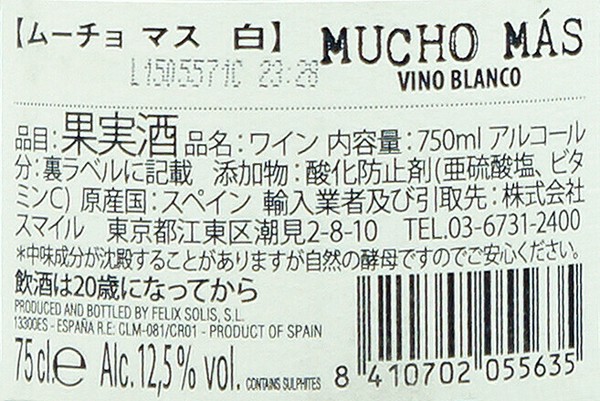 【ムーチョ マス 白】 MUCHO MÁS
VINO BLANCO
L1505571C 23:28
品目:果実酒 品名:ワイン 内容量:750ml アルコール
分:裏ラベルに記載 添加物:酸化防止剤(亜硫酸塩、ビタ
ミンC) 原産国:スペイン 輸入業者及び引取先:株式会社
スマイル 東京都江東区潮見2-8-10 TEL.03-6731-2400
*中味成分が沈殿することがありますが自然の酵母ですのでご安心ください。
飲酒は20歳になってから
PRODUCED AND BOTTLED BY FELIX SOLIS, S.L.
13300ES - ESPAÑA R.E: CLM-081/CR01 - PRODUCT OF SPAIN
75cl.e Alc.12,5% vol. CONTAINS SULPHITES
8 410702 055635